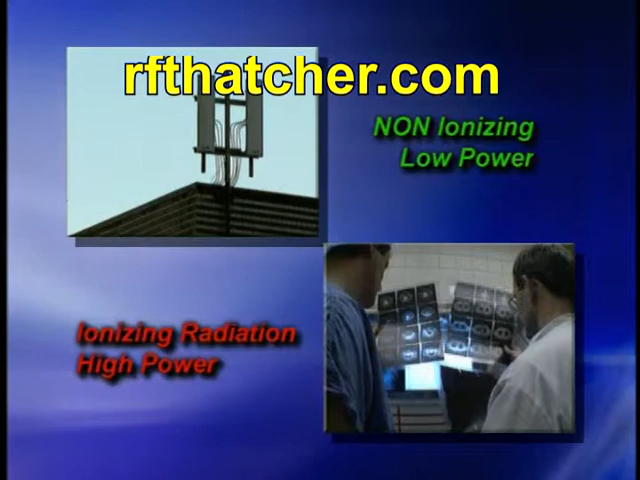 rfthatcher.com
NON Ionizing
Low Power
Ionizing Radiation
High Power